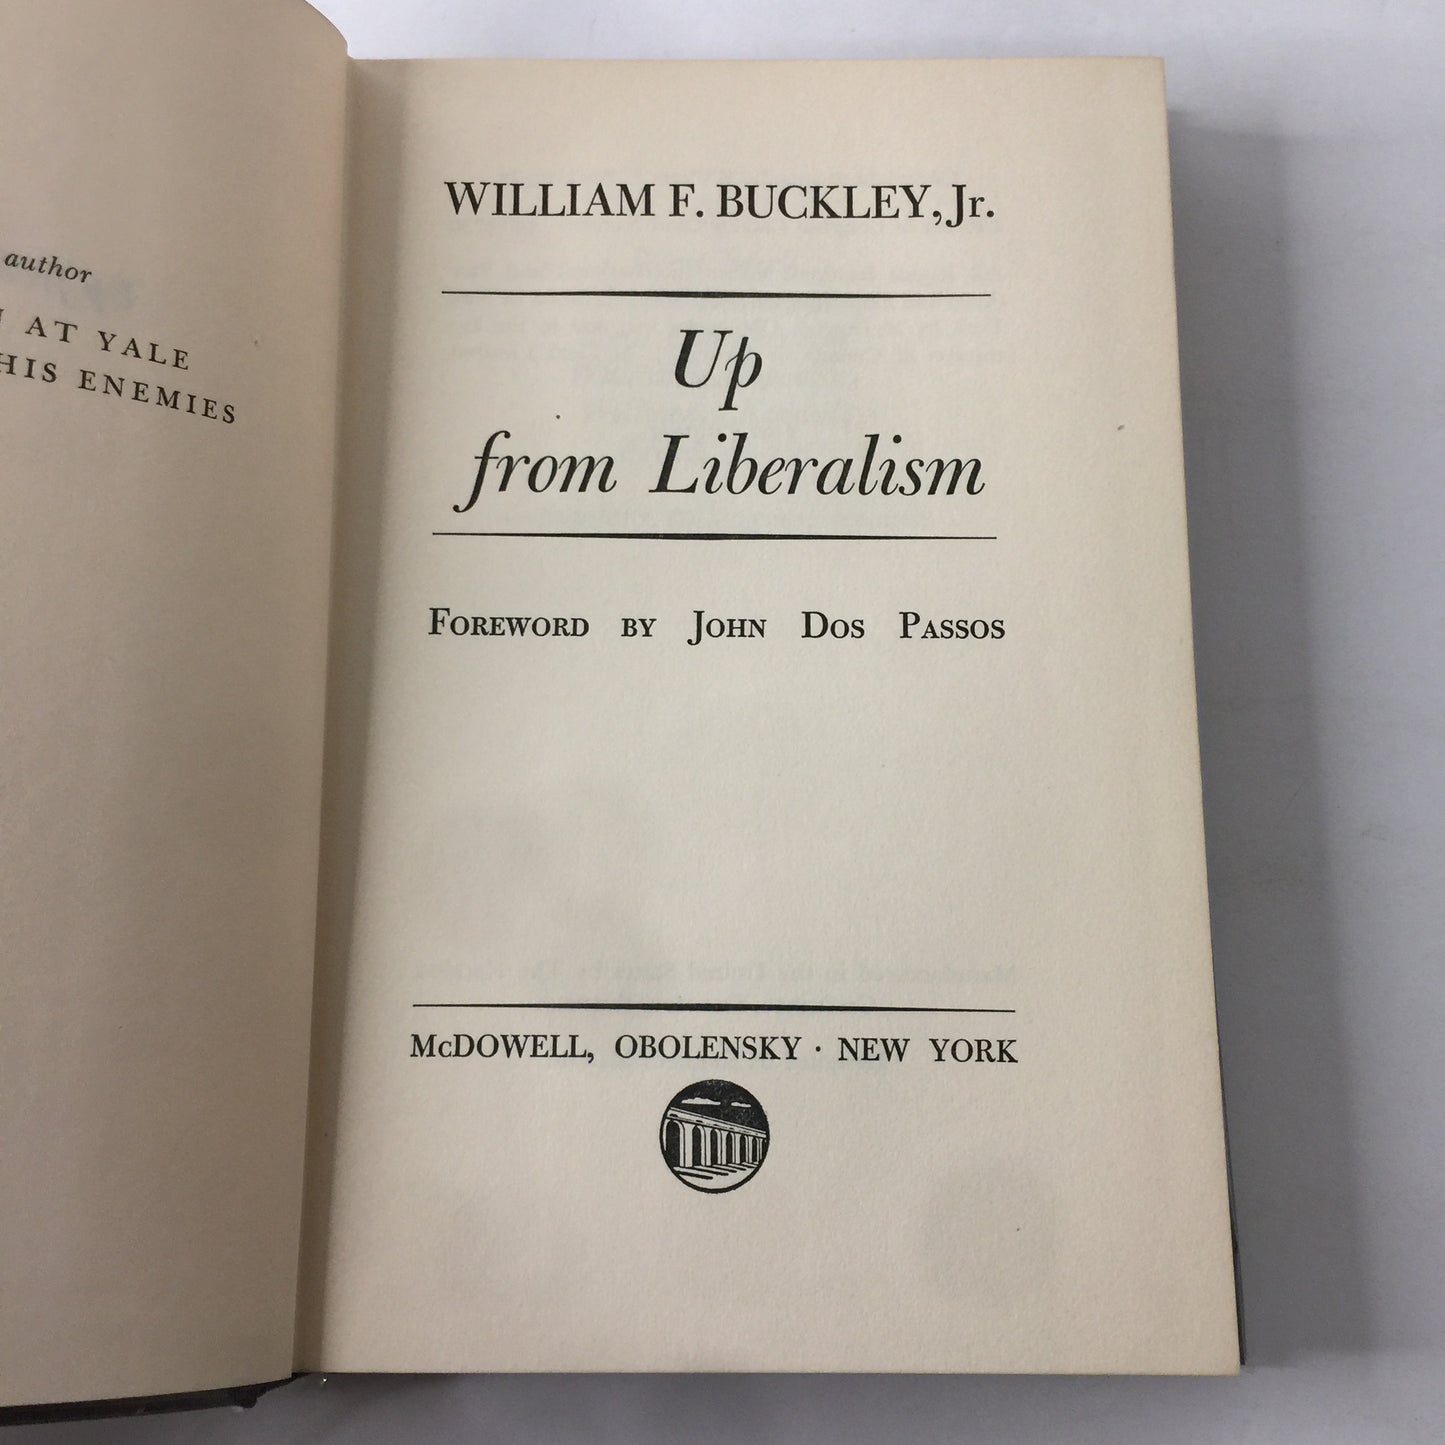 author
AT YALE
HIS ENEMIES
WILLIAM F. BUCKLEY, Jr.
Up
from Liberalism
FOREWORD BY JOHN DOS PASSOS
McDOWELL, OBOLENSKY · NEW YORK